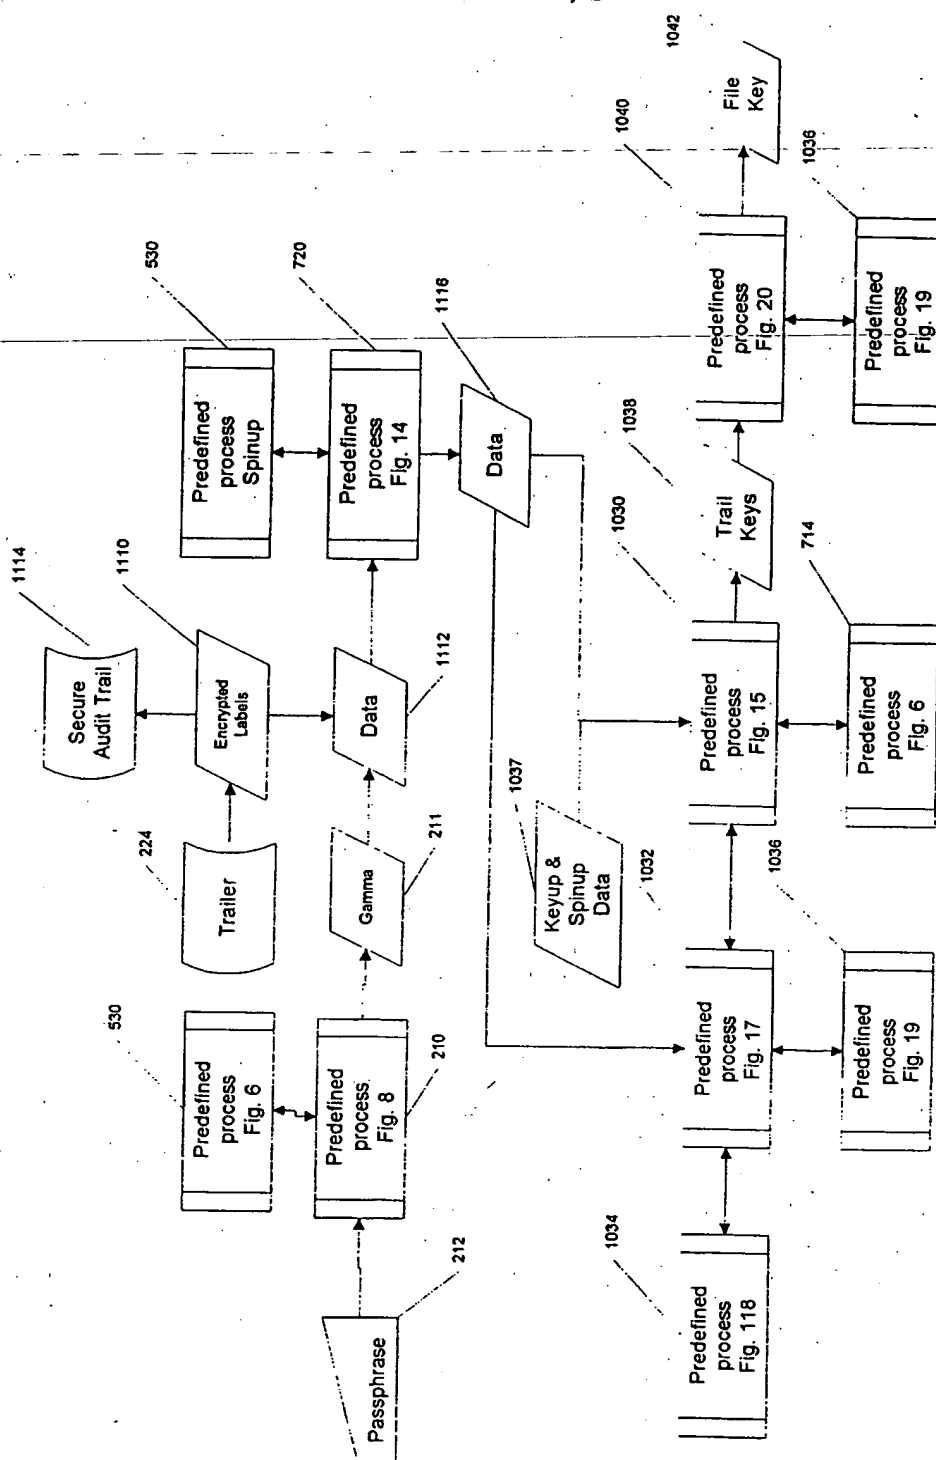 1114
Secure
Audit Trail
224
Trailer
1110
Encrypted
Labels
530
Predefined
process
Spinup
530
Predefined
process
Fig. 6
212
Passphrase
210
Predefined
process
Fig. 8
211
Gamma
1112
Data
720
Predefined
process
Fig. 14
1116
Data
1037
Keyup &
Spinup
Data
1034
Predefined
process
Fig. 118
1032
Predefined
process
Fig. 17
1030
Predefined
process
Fig. 15
1038
Trail
Keys
1040
Predefined
process
Fig. 20
1042
File
Key
1036
Predefined
process
Fig. 19
714
Predefined
process
Fig. 6
1036
Predefined
process
Fig. 19